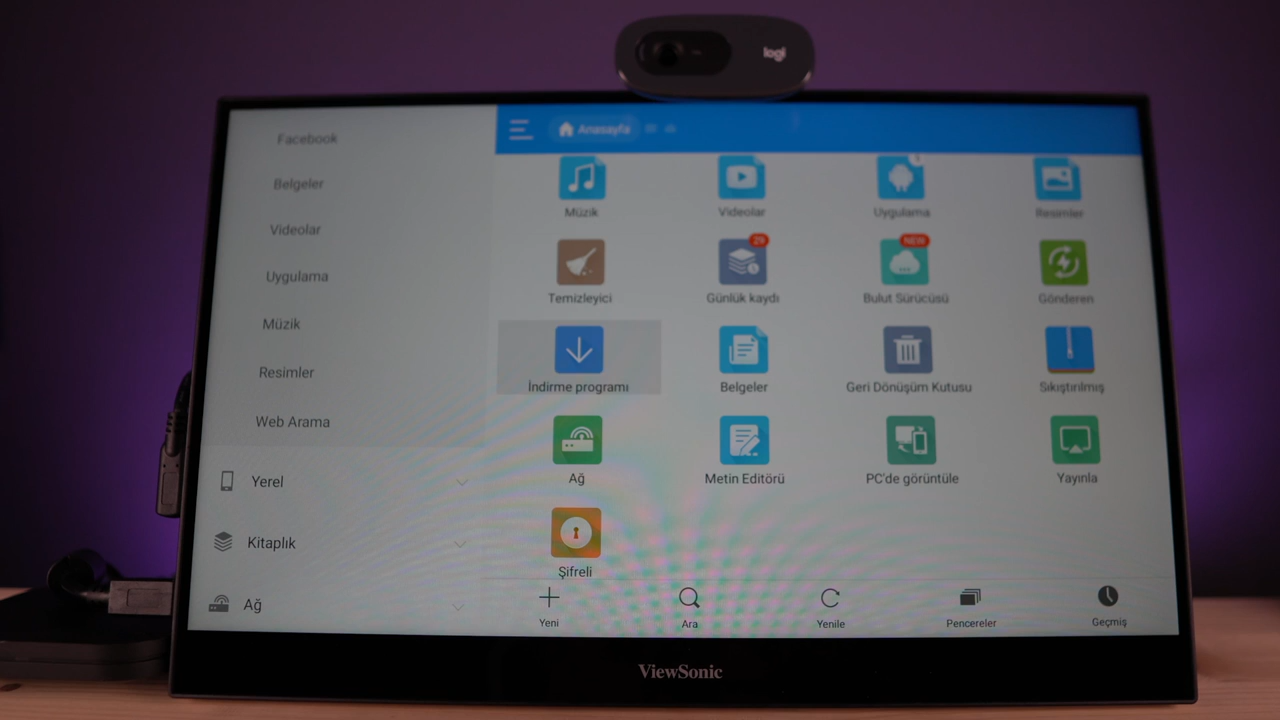 logi
Facebook
Belgeler
Videolar
Uygulama
Müzik
Resimler
Web Arama
Yerel
Kitaplık
Ağ
Anasayfa
Müzik
Videolar
1
Uygulama
Resimler
Temizleyici
29
Günlük kaydı
NEW
Bulut Sürücüsü
Gönderen
İndirme programı
Belgeler
Geri Dönüşüm Kutusu
Sıkıştırılmış
Ağ
Metin Editörü
PC'de görüntüle
Yayınla
Şifreli
Yeni
Ara
Yenile
Pencereler
Geçmiş
ViewSonic